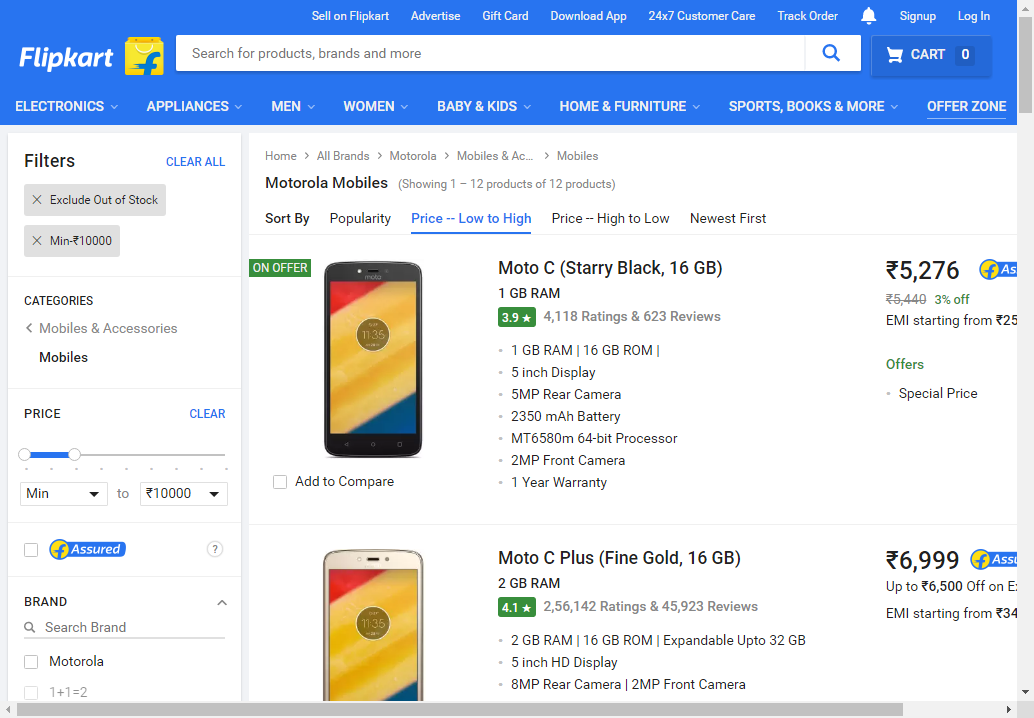 Sell on Flipkart Advertise Gift Card Download App 24x7 Customer Care Track Order Signup Log In
Flipkart
Search for products, brands and more
CART 0
ELECTRONICS APPLIANCES MEN WOMEN BABY & KIDS HOME & FURNITURE SPORTS, BOOKS & MORE OFFER ZONE
Filters CLEAR ALL
Exclude Out of Stock
Min-₹10000
CATEGORIES
Mobiles & Accessories
Mobiles
PRICE CLEAR
Min to ₹10000
Assured ?
BRAND
Search Brand
Motorola
1+1=2
Home All Brands Motorola Mobiles & Ac... Mobiles
Motorola Mobiles (Showing 1 – 12 products of 12 products)
Sort By Popularity Price -- Low to High Price -- High to Low Newest First
ON OFFER
moto
11:35
Add to Compare
Moto C (Starry Black, 16 GB)
1 GB RAM
3.9 ★ 4,118 Ratings & 623 Reviews
1 GB RAM | 16 GB ROM |
5 inch Display
5MP Rear Camera
2350 mAh Battery
MT6580m 64-bit Processor
2MP Front Camera
1 Year Warranty
₹5,276 As
₹5,440 3% off
EMI starting from ₹25
Offers
Special Price
11:35
Moto C Plus (Fine Gold, 16 GB)
2 GB RAM
4.1 ★ 2,56,142 Ratings & 45,923 Reviews
2 GB RAM | 16 GB ROM | Expandable Upto 32 GB
5 inch HD Display
8MP Rear Camera | 2MP Front Camera
₹6,999 Assu
Up to ₹6,500 Off on Ex
EMI starting from ₹34